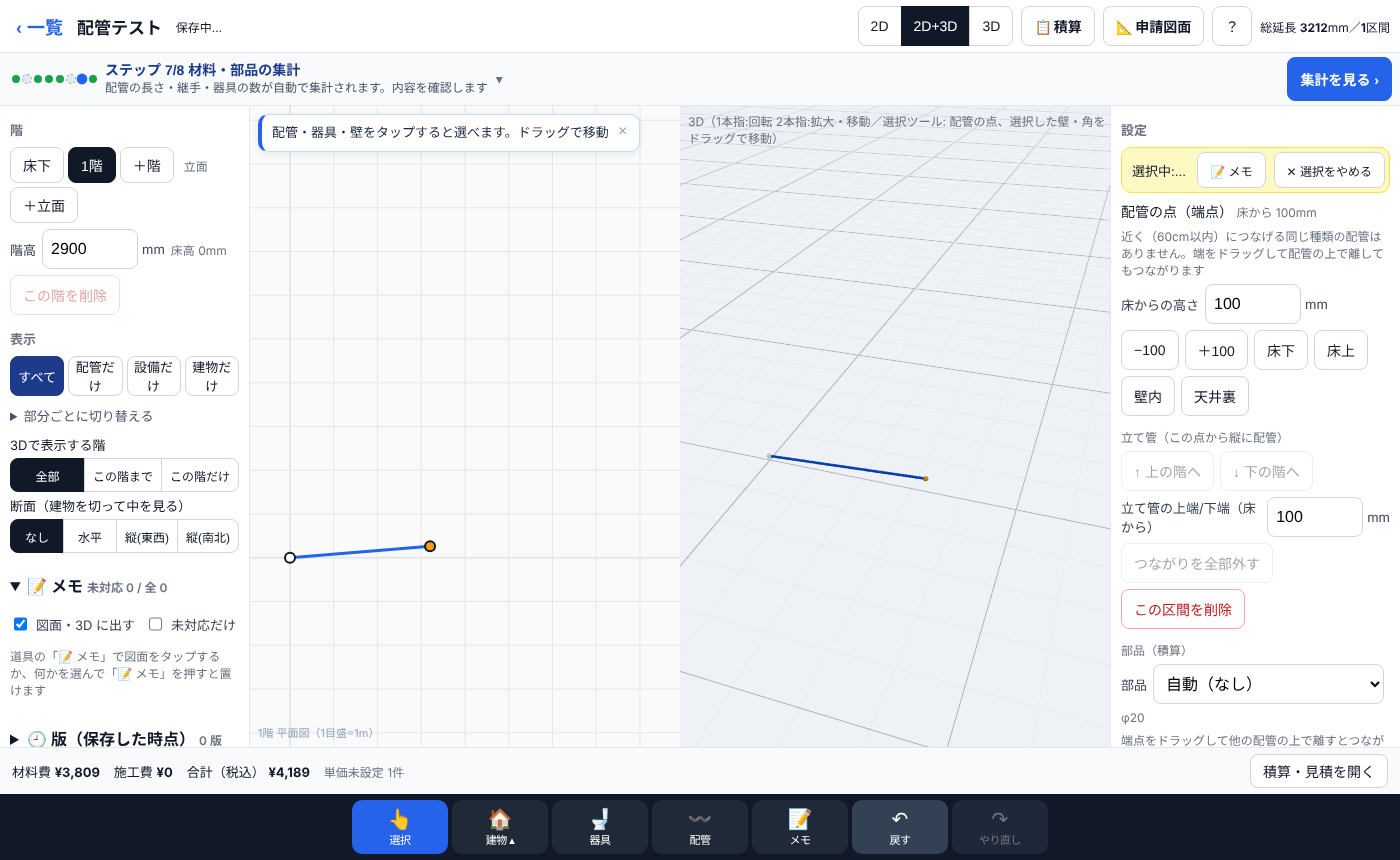 ‹ 一覧 配管テスト 保存中...
2D 2D+3D 3D 📋 積算 📐 申請図面 ? 総延長 3212mm／1区間
ステップ 7/8 材料・部品の集計
配管の長さ・継手・器具の数が自動で集計されます。内容を確認します ▼
集計を見る ›
階
床下 1階 ＋階 立面
＋立面
階高 2900 mm 床高 0mm
この階を削除
表示
すべて 配管だけ 設備だけ 建物だけ
▶ 部分ごとに切り替える
3Dで表示する階
全部 この階まで この階だけ
断面（建物を切って中を見る）
なし 水平 縦(東西) 縦(南北)
▼ 📝 メモ 未対応 0 / 全 0
図面・3D に出す 未対応だけ
道具の「📝 メモ」で図面をタップする
か、何かを選んで「📝 メモ」を押すと置
けます
▶ 🕘 版（保存した時点） 0 版
配管・器具・壁をタップすると選べます。ドラッグで移動 ×
1階 平面図（1目盛=1m）
3D（1本指:回転 2本指:拡大・移動／選択ツール: 配管の点、選択した壁・角を
ドラッグで移動）
設定
選択中:... 📝 メモ ✕ 選択をやめる
配管の点（端点） 床から 100mm
近く（60cm以内）につなげる同じ種類の配管は
ありません。端をドラッグして配管の上で離して
もつながります
床からの高さ 100 mm
−100 ＋100 床下 床上
壁内 天井裏
立て管（この点から縦に配管）
↑ 上の階へ ↓ 下の階へ
立て管の上端/下端（床
から） 100 mm
つながりを全部外す
この区間を削除
部品（積算）
部品 自動（なし）
φ20
端点をドラッグして他の配管の上で離すとつなが
材料費 ¥3,809 施工費 ¥0 合計（税込） ¥4,189 単価未設定 1件
積算・見積を開く
選択 建物▲ 器具 配管 メモ 戻す やり直し